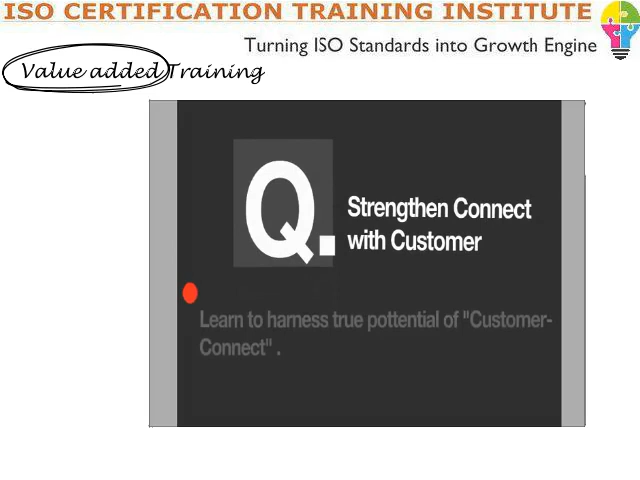 ISO CERTIFICATION TRAINING INSTITUTE
Turning ISO Standards into Growth Engine
Value added Training
Q.
Strengthen Connect
with Customer
Learn to harness true pottential of "Customer-
Connect" .